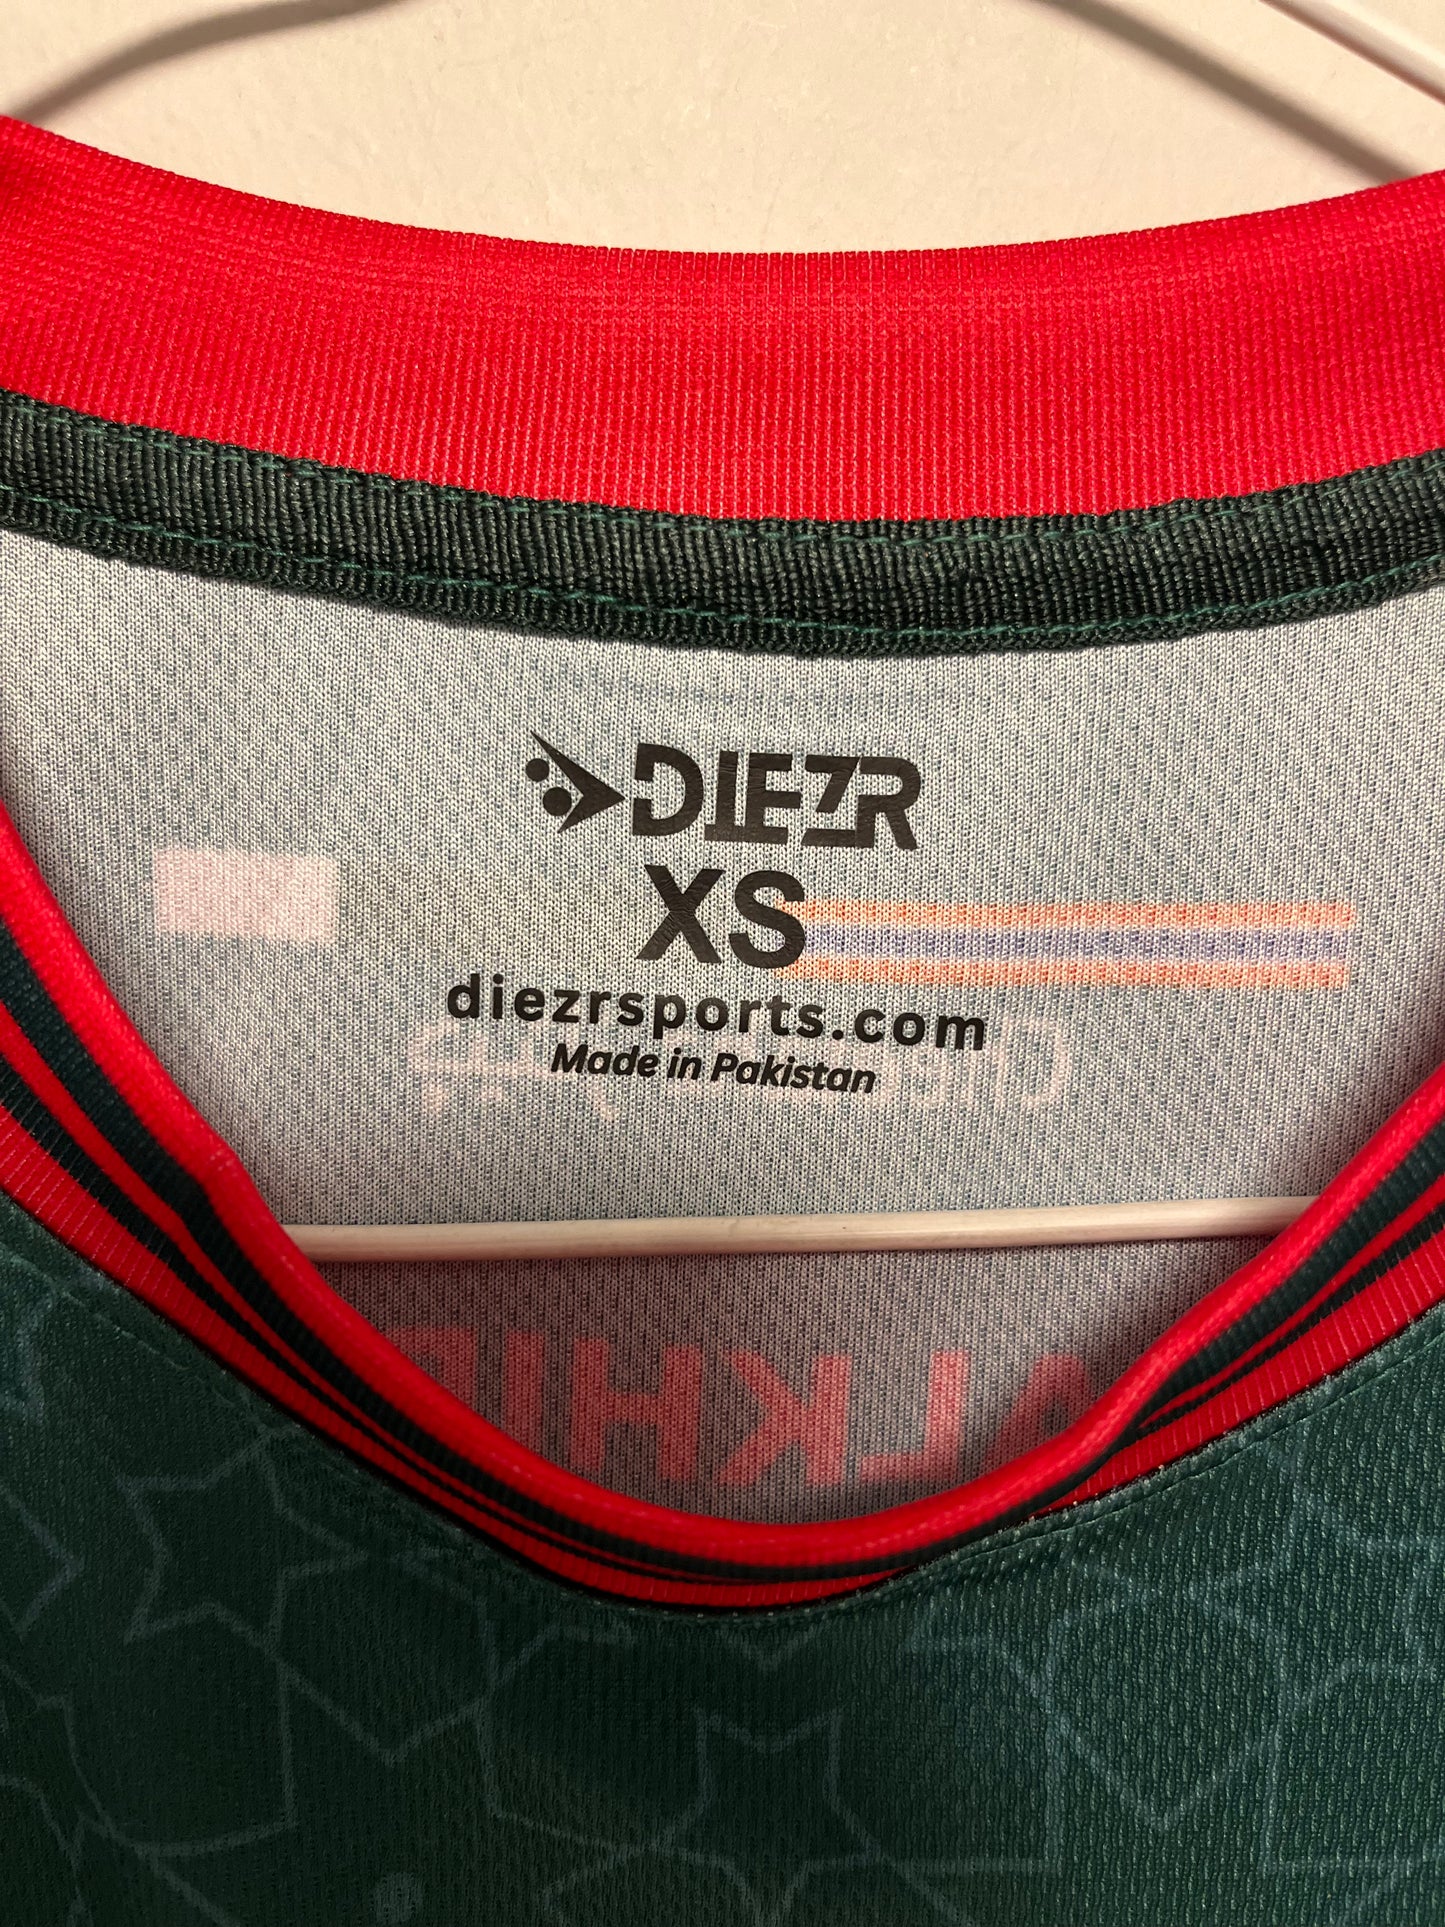 DIEZR
XS
diezrsports.com
Made in Pakistan